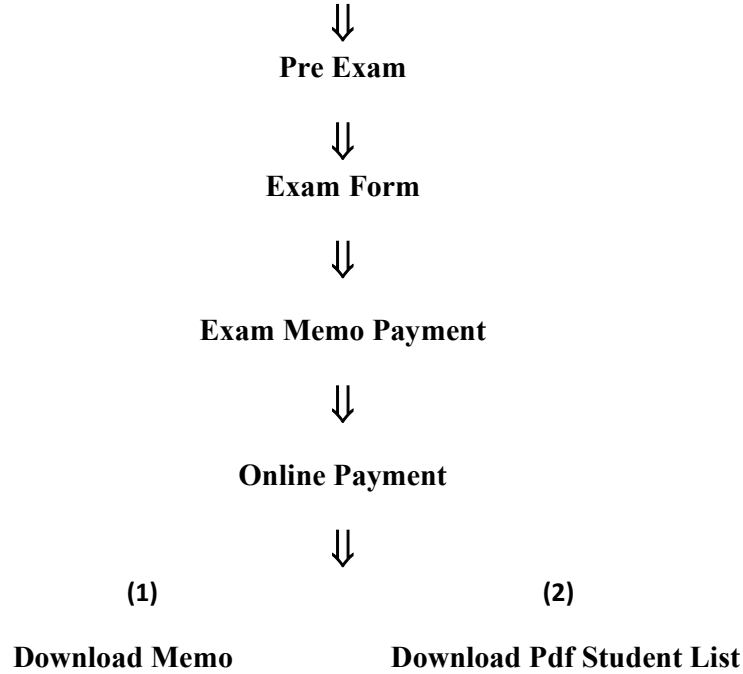 ⇓
Pre Exam
⇓
Exam Form
⇓
Exam Memo Payment
⇓
Online Payment
⇓
(1) (2)
Download Memo Download Pdf Student List